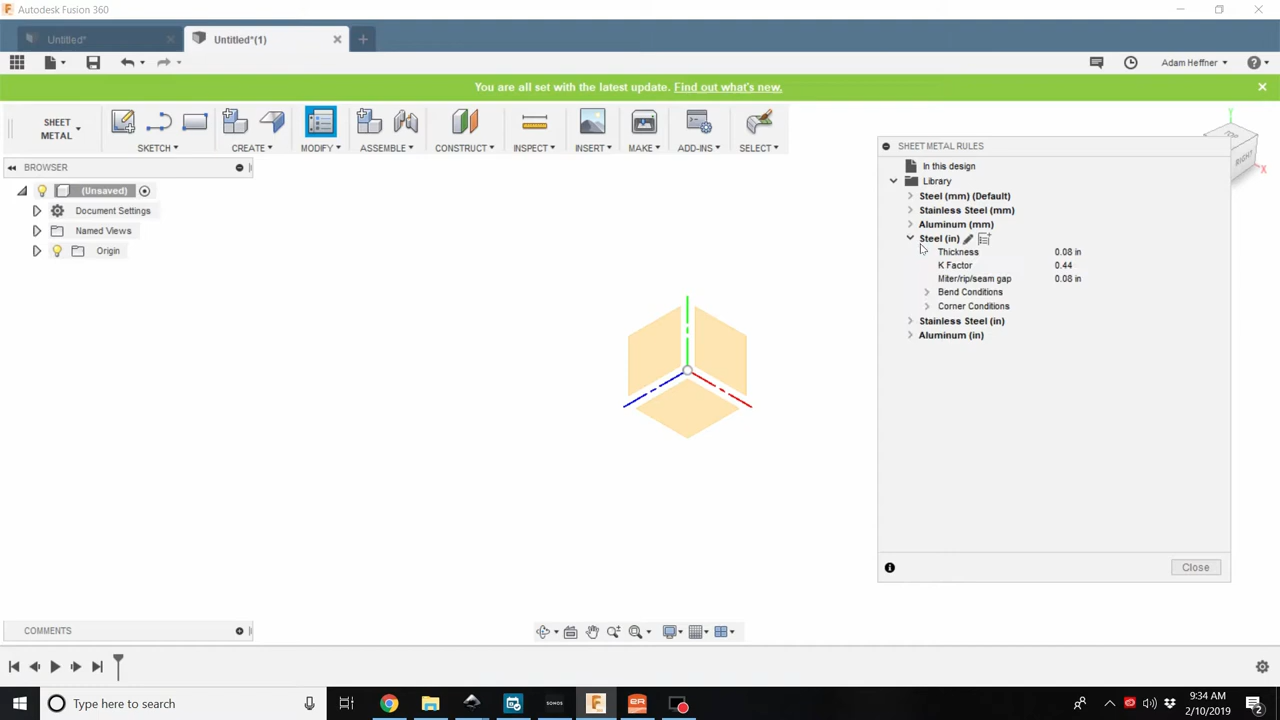 Autodesk Fusion 360
Untitled*
Untitled*(1)
Adam Heffner
You are all set with the latest update. Find out what's new.
SHEET
METAL
SKETCH
CREATE
MODIFY
ASSEMBLE
CONSTRUCT
INSPECT
INSERT
MAKE
ADD-INS
SELECT
BROWSER
(Unsaved)
Document Settings
Named Views
Origin
RIGHT
Y
X
SHEET METAL RULES
In this design
Library
Steel (mm) (Default)
Stainless Steel (mm)
Aluminum (mm)
Steel (in)
Thickness 0.08 in
K Factor 0.44
Miter/rip/seam gap 0.08 in
Bend Conditions
Corner Conditions
Stainless Steel (in)
Aluminum (in)
Close
COMMENTS
Type here to search
SONOS
ER
9:34 AM
2/10/2019
2